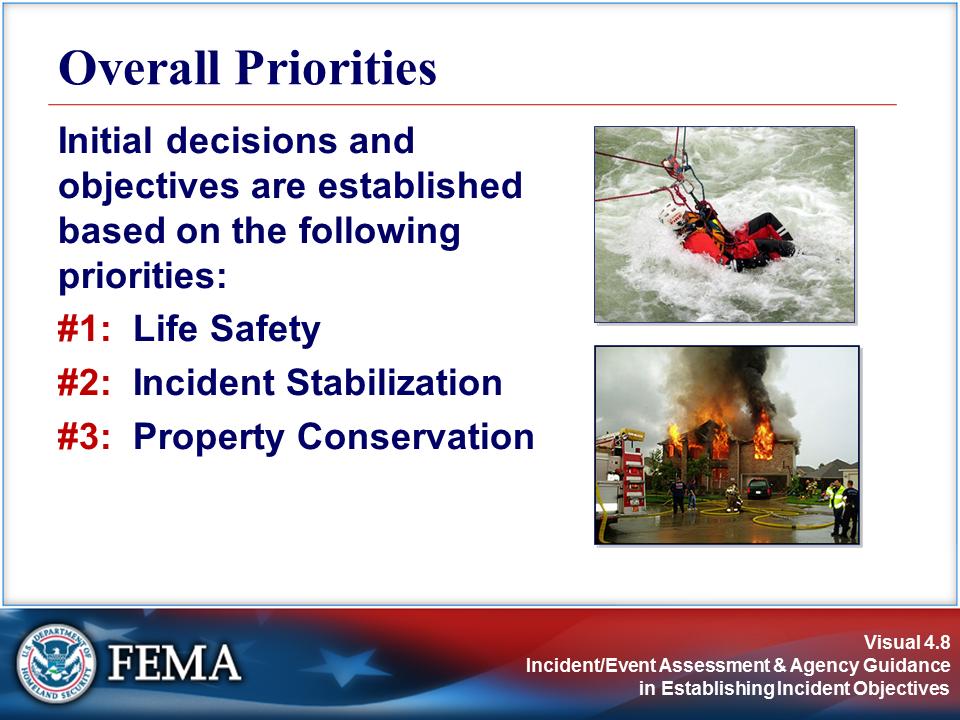 Overall Priorities
Initial decisions and
objectives are established
based on the following
priorities:
#1: Life Safety
#2: Incident Stabilization
#3: Property Conservation
U.S. DEPARTMENT OF
HOMELAND SECURITY
FEMA
Visual 4.8
Incident/Event Assessment & Agency Guidance
in Establishing Incident Objectives